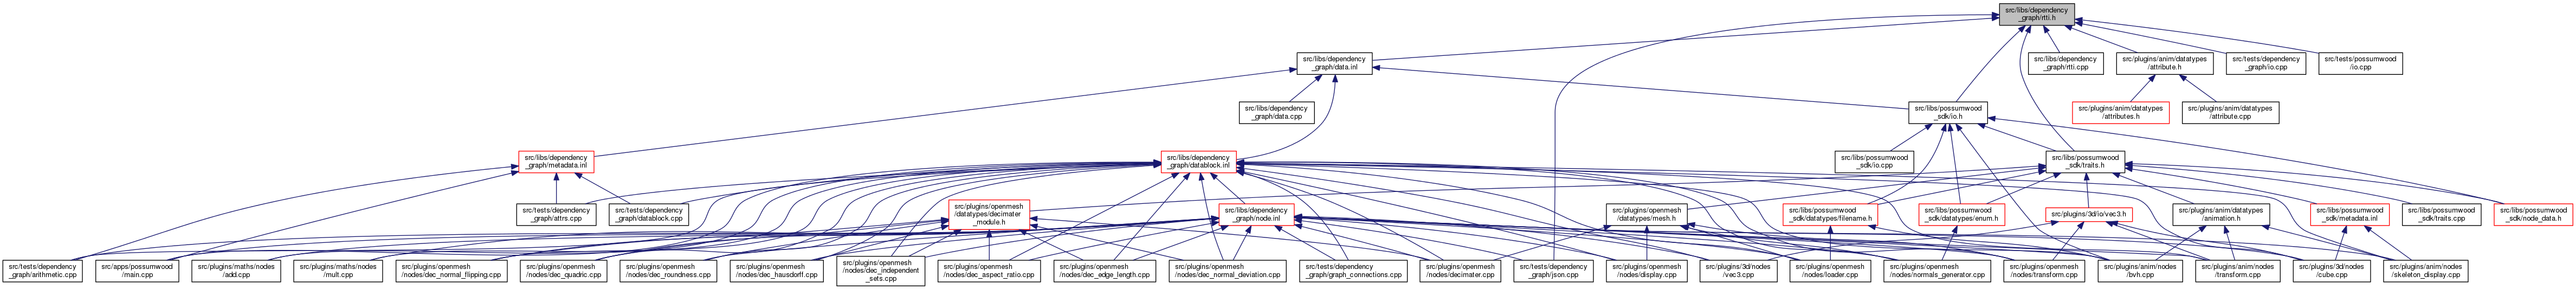 src/libs/dependency
_graph/rtti.h
src/libs/dependency
_graph/data.inl
src/libs/dependency
_graph/rtti.cpp
src/plugins/anim/datatypes
/attribute.h
src/tests/dependency
_graph/io.cpp
src/tests/possumwood
/io.cpp
src/libs/dependency
_graph/data.cpp
src/libs/possumwood
_sdk/io.h
src/plugins/anim/datatypes
/attributes.h
src/plugins/anim/datatypes
/attribute.cpp
src/libs/dependency
_graph/metadata.inl
src/libs/dependency
_graph/datablock.inl
src/libs/possumwood
_sdk/io.cpp
src/libs/possumwood
_sdk/traits.h
src/tests/dependency
_graph/attrs.cpp
src/tests/dependency
_graph/datablock.cpp
src/plugins/openmesh
/datatypes/decimater
_module.h
src/libs/dependency
_graph/node.inl
src/plugins/openmesh
/datatypes/mesh.h
src/libs/possumwood
_sdk/datatypes/filename.h
src/libs/possumwood
_sdk/datatypes/enum.h
src/plugins/3d/io/vec3.h
src/plugins/anim/datatypes
/animation.h
src/libs/possumwood
_sdk/metadata.inl
src/libs/possumwood
_sdk/traits.cpp
src/libs/possumwood
_sdk/node_data.h
src/tests/dependency
_graph/arithmetic.cpp
src/apps/possumwood
/main.cpp
src/plugins/maths/nodes
/add.cpp
src/plugins/maths/nodes
/mult.cpp
src/plugins/openmesh
/nodes/dec_normal_flipping.cpp
src/plugins/openmesh
/nodes/dec_quadric.cpp
src/plugins/openmesh
/nodes/dec_roundness.cpp
src/plugins/openmesh
/nodes/dec_hausdorff.cpp
src/plugins/openmesh
/nodes/dec_independent
_sets.cpp
src/plugins/openmesh
/nodes/dec_aspect_ratio.cpp
src/plugins/openmesh
/nodes/dec_edge_length.cpp
src/plugins/openmesh
/nodes/dec_normal_deviation.cpp
src/tests/dependency
_graph/graph_connections.cpp
src/plugins/openmesh
/nodes/decimater.cpp
src/tests/dependency
_graph/json.cpp
src/plugins/openmesh
/nodes/display.cpp
src/plugins/3d/nodes
/vec3.cpp
src/plugins/openmesh
/nodes/loader.cpp
src/plugins/openmesh
/nodes/normals_generator.cpp
src/plugins/openmesh
/nodes/transform.cpp
src/plugins/anim/nodes
/bvh.cpp
src/plugins/anim/nodes
/transform.cpp
src/plugins/3d/nodes
/cube.cpp
src/plugins/anim/nodes
/skeleton_display.cpp